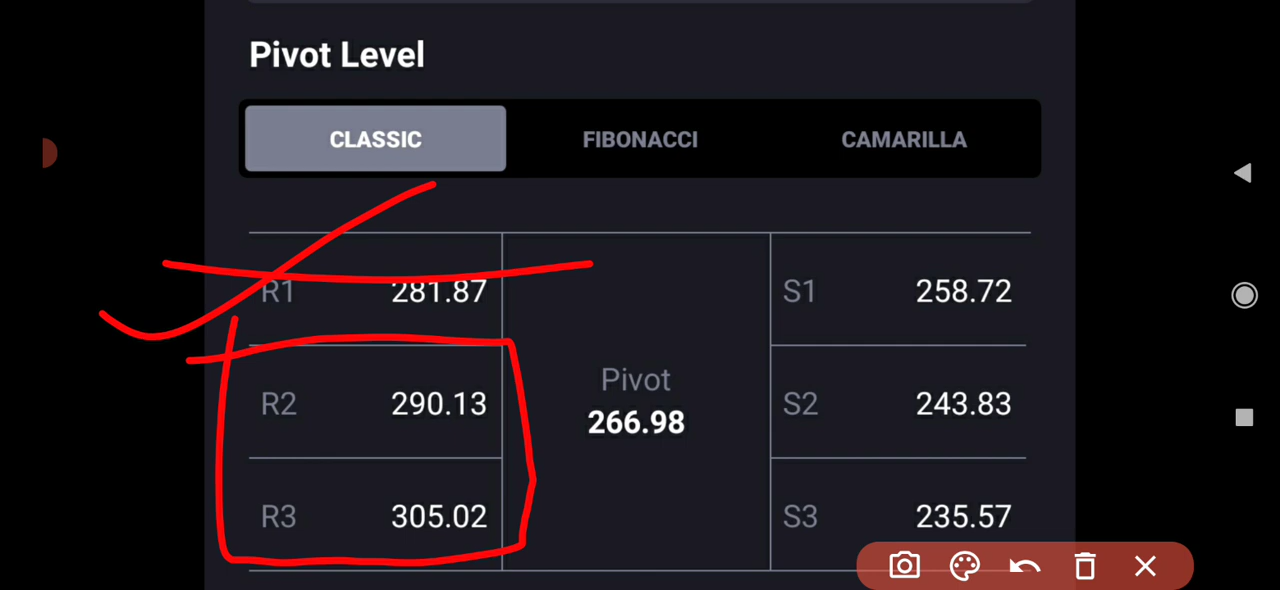 Pivot Level
CLASSIC FIBONACCI CAMARILLA
R1 281.87 S1 258.72
R2 290.13 Pivot 266.98 S2 243.83
R3 305.02 S3 235.57